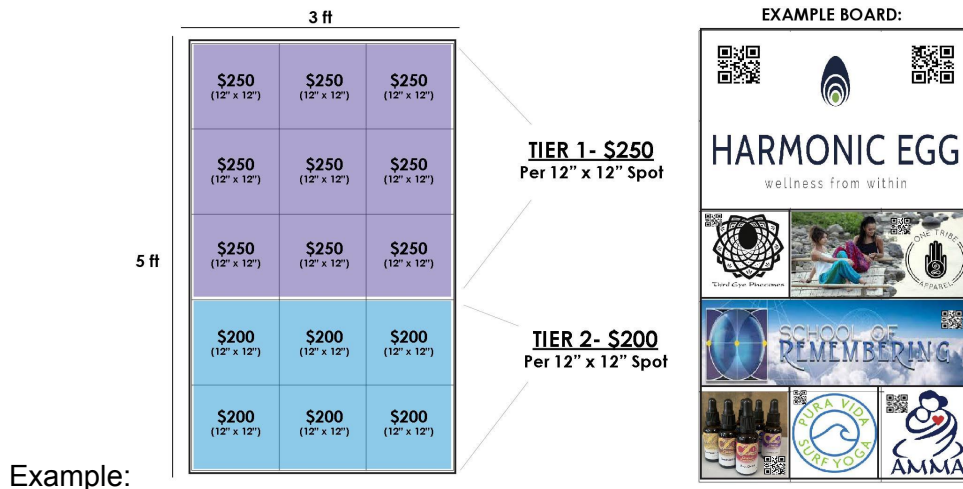 3 ft
5 ft
$250 $250 $250
(12" x 12") (12" x 12") (12" x 12")
$250 $250 $250
(12" x 12") (12" x 12") (12" x 12")
$250 $250 $250
(12" x 12") (12" x 12") (12" x 12")
$200 $200 $200
(12" x 12") (12" x 12") (12" x 12")
$200 $200 $200
(12" x 12") (12" x 12") (12" x 12")
TIER 1- $250
Per 12” x 12” Spot
TIER 2- $200
Per 12” x 12” Spot
EXAMPLE BOARD:
HARMONIC EGG
wellness from within
Third Eye Pinecones
ONE TRIBE
APPAREL
SCHOOL OF
REMEMBERING
PURA VIDA
SURF YOGA
AMMA
Example: